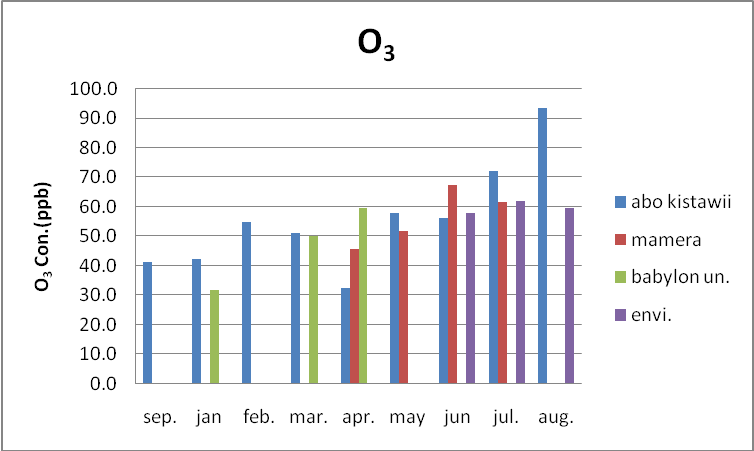 O₃
100.0
90.0
80.0
70.0
60.0
50.0
40.0
30.0
20.0
10.0
0.0
O₃ Con.(ppb)
sep. jan feb. mar. apr. may jun jul. aug.
abo kistawii
mamera
babylon un.
envi.